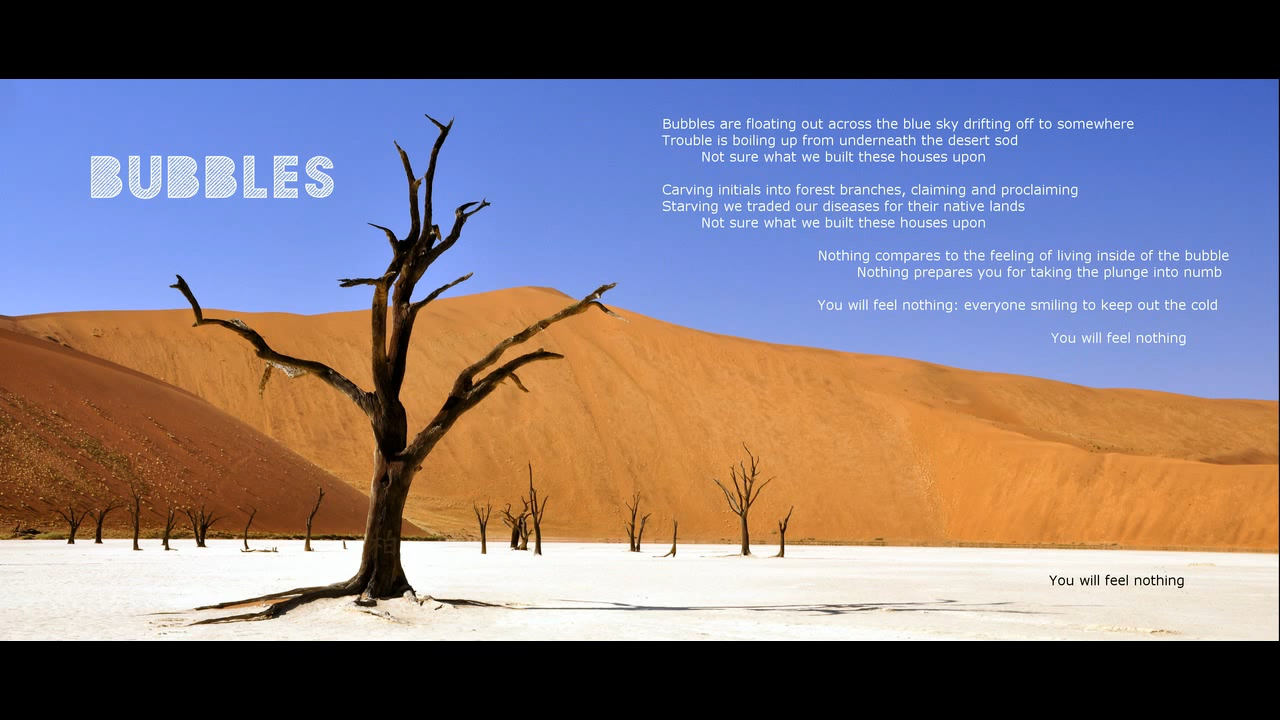 BUBBLES
Bubbles are floating out across the blue sky drifting off to somewhere
Trouble is boiling up from underneath the desert sod
Not sure what we built these houses upon
Carving initials into forest branches, claiming and proclaiming
Starving we traded our diseases for their native lands
Not sure what we built these houses upon
Nothing compares to the feeling of living inside of the bubble
Nothing prepares you for taking the plunge into numb
You will feel nothing: everyone smiling to keep out the cold
You will feel nothing
You will feel nothing